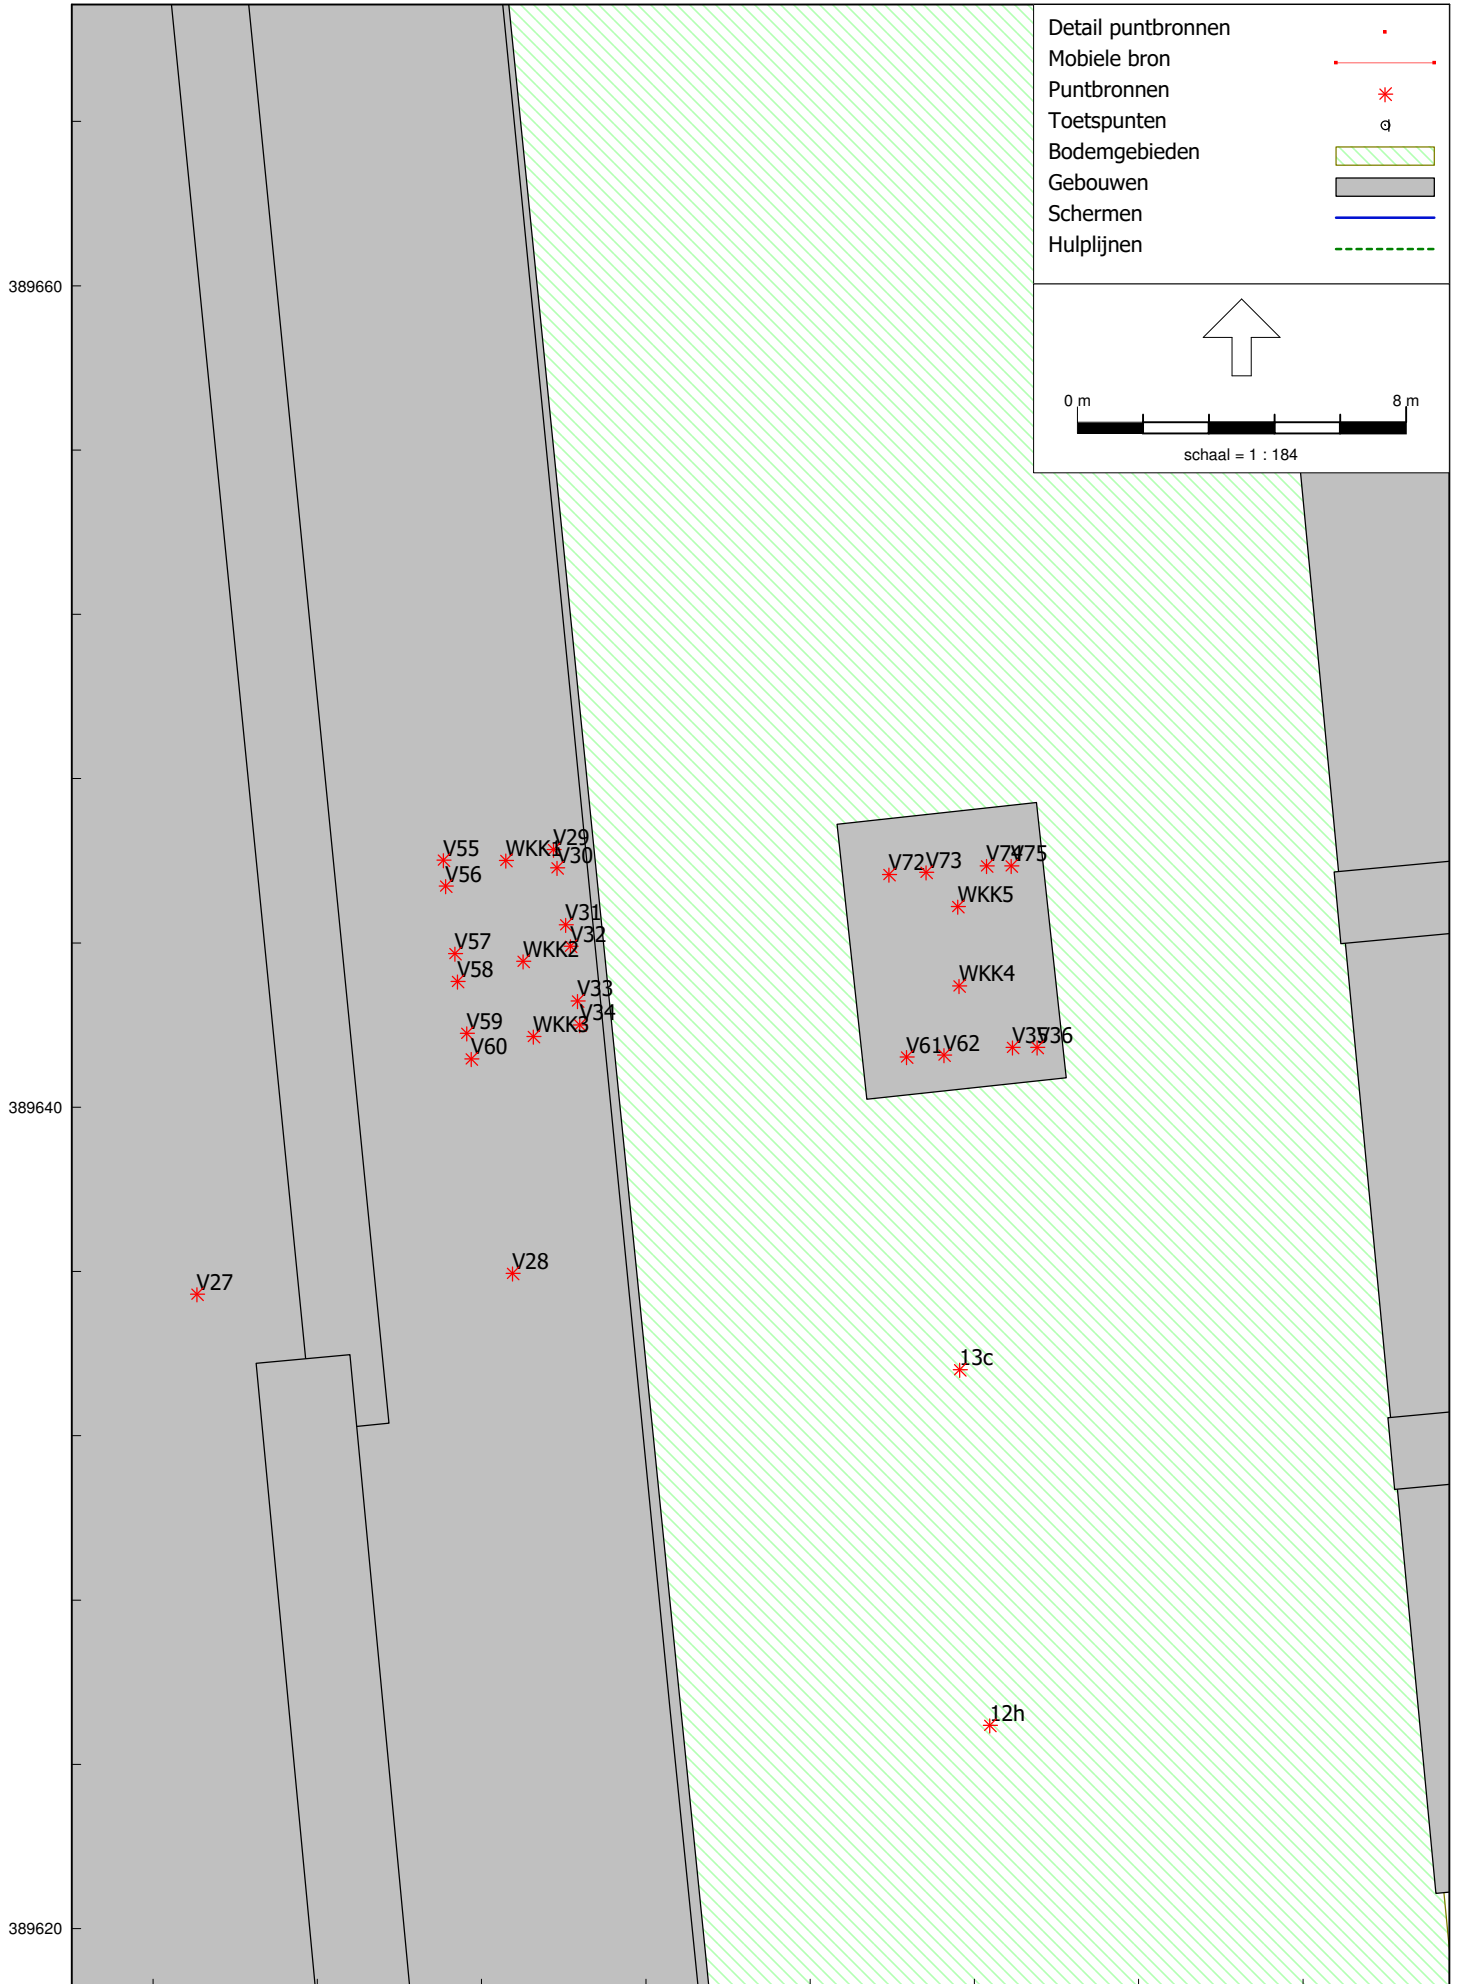 Detail puntbronnen
Mobiele bron
Puntbronnen
Toetspunten
Bodemgebieden
Gebouwen
Schermen
Hulplijnen
389660
0 m 8 m
schaal = 1 : 184
V29
V55 WKK1
V30
V56
V72 V73 V74 V75
WKK5
V31
V32
V57 WKK2
V58
WKK4
V33
V34
V59 WKK3
V60
V61 V62 V35 V36
389640
V28
V27
13c
12h
389620